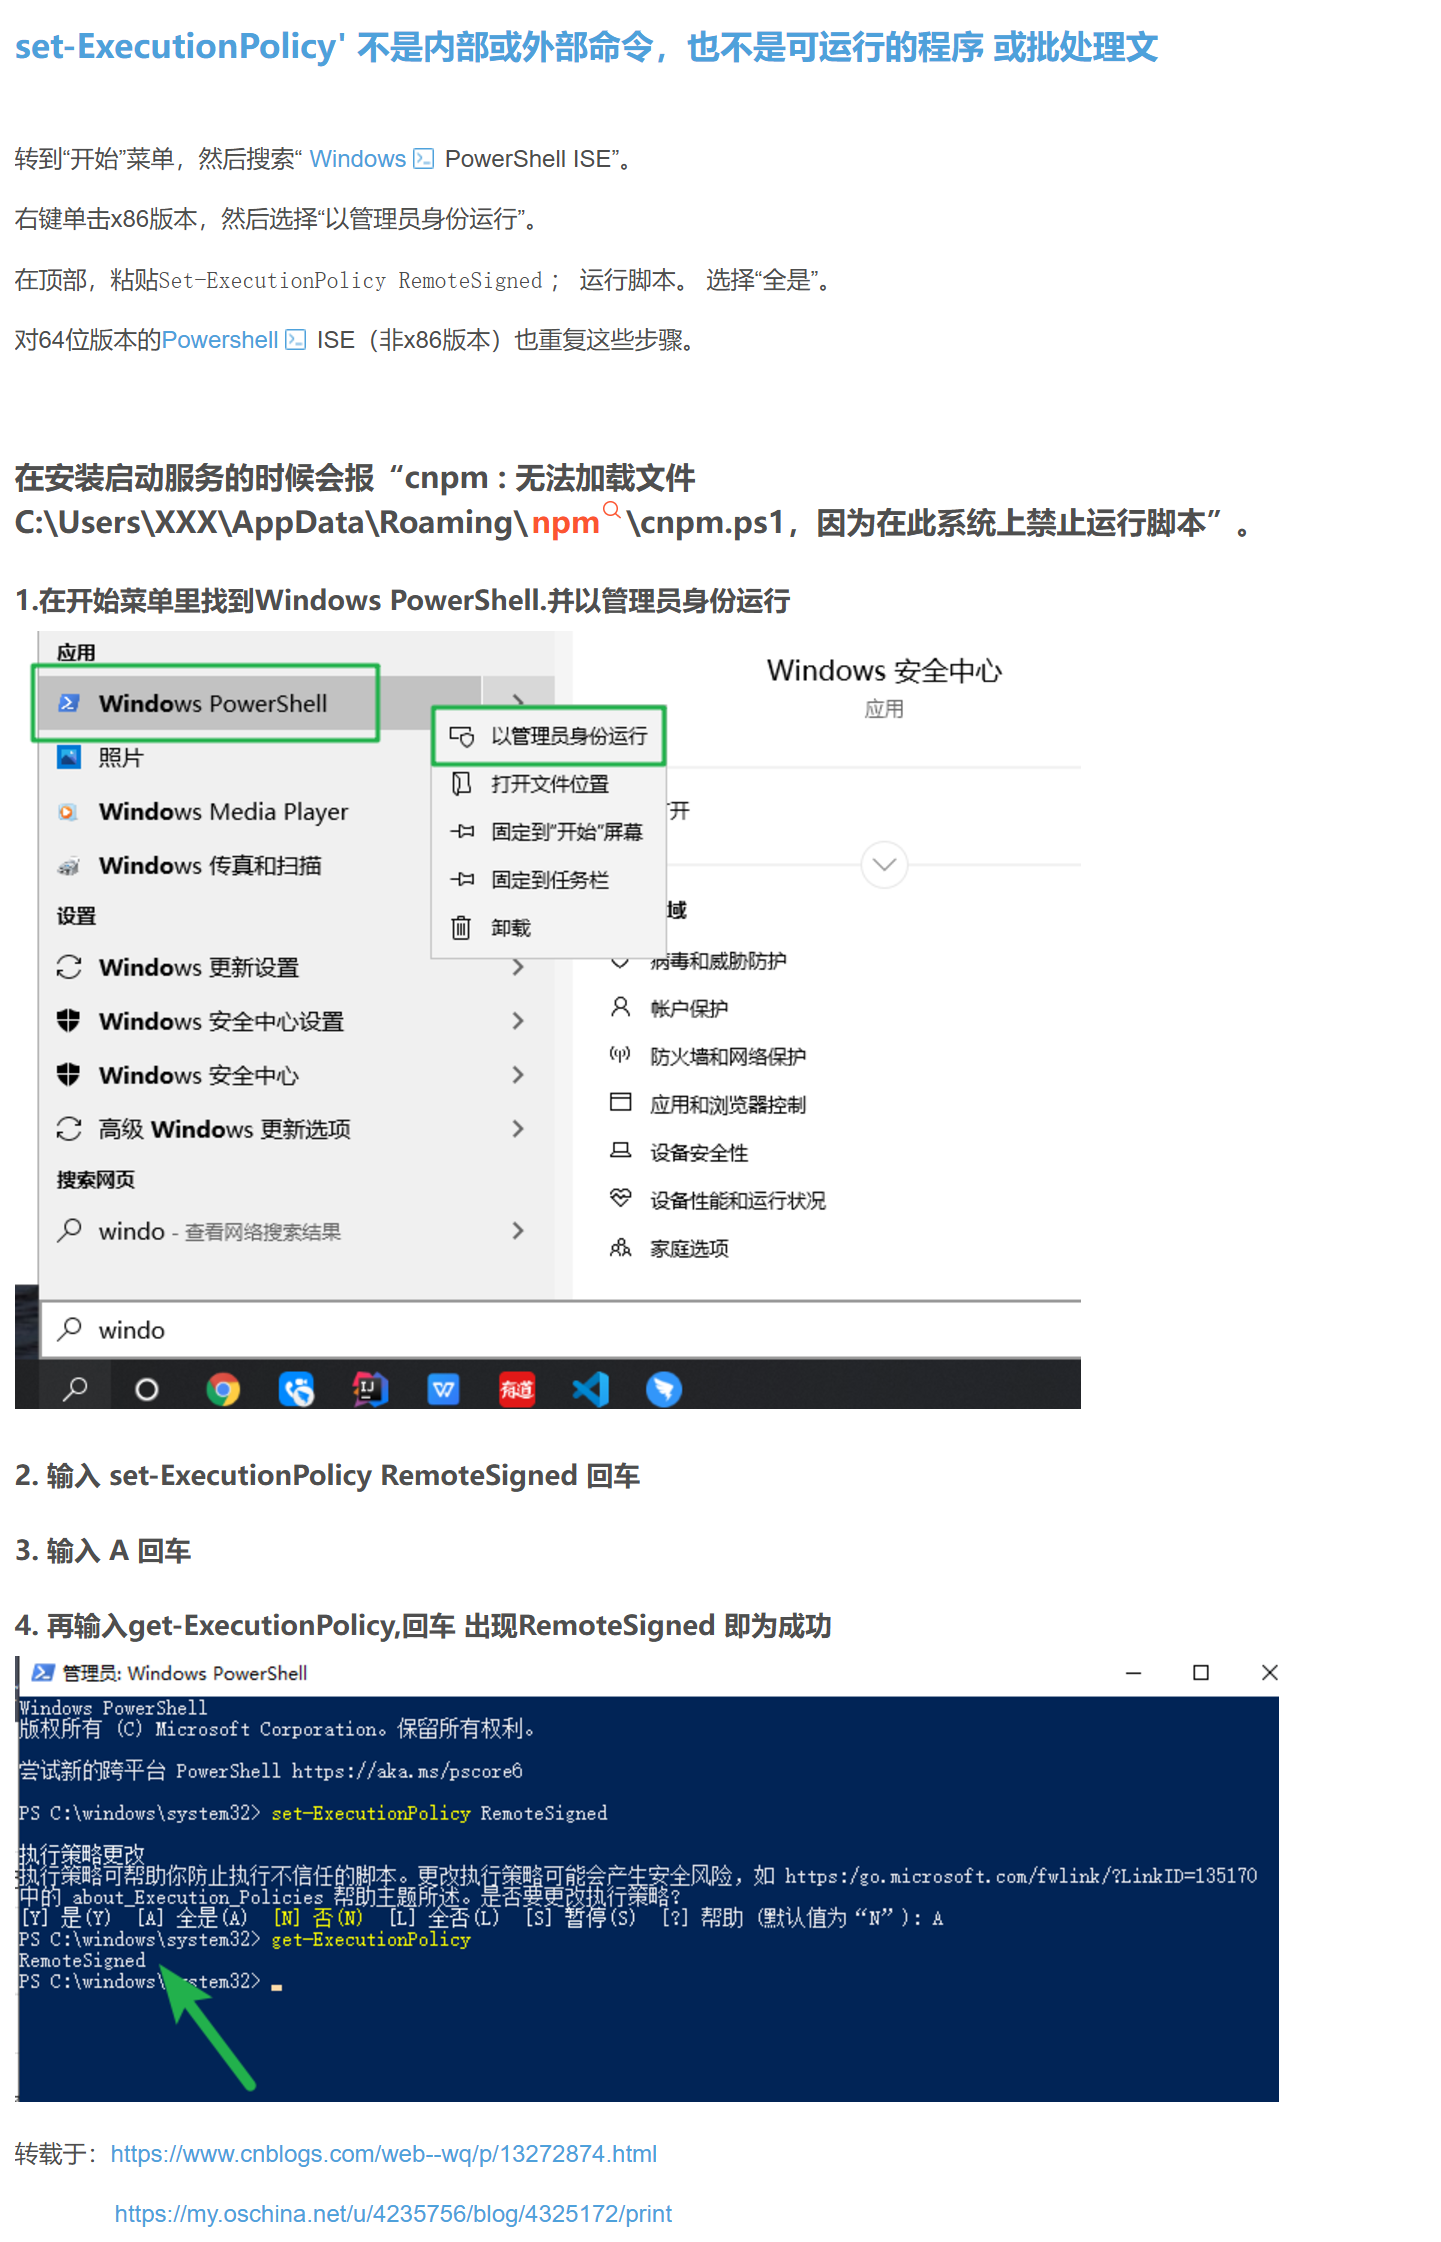 set-ExecutionPolicy' 不是内部或外部命令，也不是可运行的程序 或批处理文
转到“开始”菜单，然后搜索“ Windows PowerShell ISE”。
右键单击x86版本，然后选择“以管理员身份运行”。
在顶部，粘贴Set-ExecutionPolicy RemoteSigned ； 运行脚本。 选择“全是”。
对64位版本的Powershell ISE（非x86版本）也重复这些步骤。
在安装启动服务的时候会报“cnpm : 无法加载文件
C:\Users\XXX\AppData\Roaming\npm\cnpm.ps1，因为在此系统上禁止运行脚本”。
1.在开始菜单里找到Windows PowerShell.并以管理员身份运行
应用
Windows PowerShell
照片
Windows Media Player
Windows 传真和扫描
设置
Windows 更新设置
Windows 安全中心设置
Windows 安全中心
高级 Windows 更新选项
搜索网页
windo - 查看网络搜索结果
windo
以管理员身份运行
打开文件位置
固定到"开始"屏幕
固定到任务栏
卸载
Windows 安全中心
应用
开
域
病毒和威胁防护
帐户保护
防火墙和网络保护
应用和浏览器控制
设备安全性
设备性能和运行状况
家庭选项
有道
2. 输入 set-ExecutionPolicy RemoteSigned 回车
3. 输入 A 回车
4. 再输入get-ExecutionPolicy,回车 出现RemoteSigned 即为成功
管理员: Windows PowerShell
Windows PowerShell
版权所有 (C) Microsoft Corporation。保留所有权利。
尝试新的跨平台 PowerShell https://aka.ms/pscore6
PS C:\windows\system32> set-ExecutionPolicy RemoteSigned
执行策略更改
执行策略可帮助你防止执行不信任的脚本。更改执行策略可能会产生安全风险，如 https:/go.microsoft.com/fwlink/?LinkID=135170
中的 about_Execution_Policies 帮助主题所述。是否要更改执行策略?
[Y] 是(Y) [A] 全是(A) [N] 否(N) [L] 全否(L) [S] 暂停(S) [?] 帮助 (默认值为“N”): A
PS C:\windows\system32> get-ExecutionPolicy
RemoteSigned
PS C:\windows\system32>
转载于：https://www.cnblogs.com/web--wq/p/13272874.html
https://my.oschina.net/u/4235756/blog/4325172/print